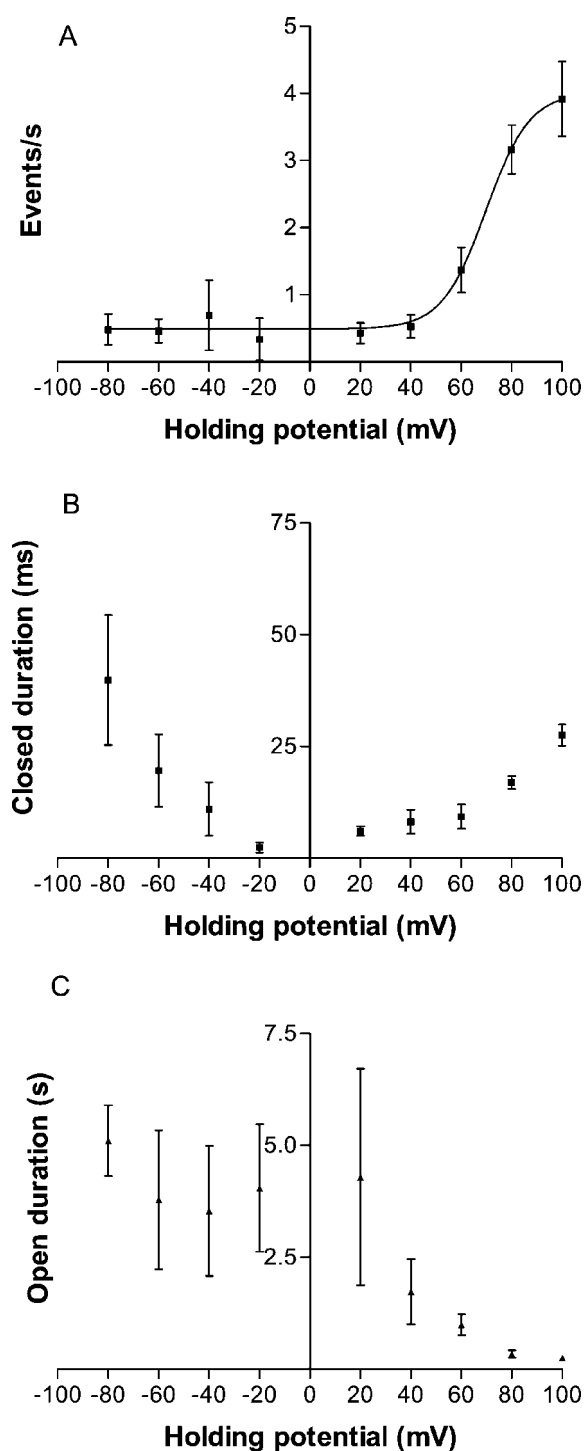 A
5
4
3
2
1
Events/s
-100 -80 -60 -40 -20 0 20 40 60 80 100
Holding potential (mV)
B
75
50
25
Closed duration (ms)
-100 -80 -60 -40 -20 0 20 40 60 80 100
Holding potential (mV)
C
7.5
5.0
2.5
Open duration (s)
-100 -80 -60 -40 -20 0 20 40 60 80 100
Holding potential (mV)